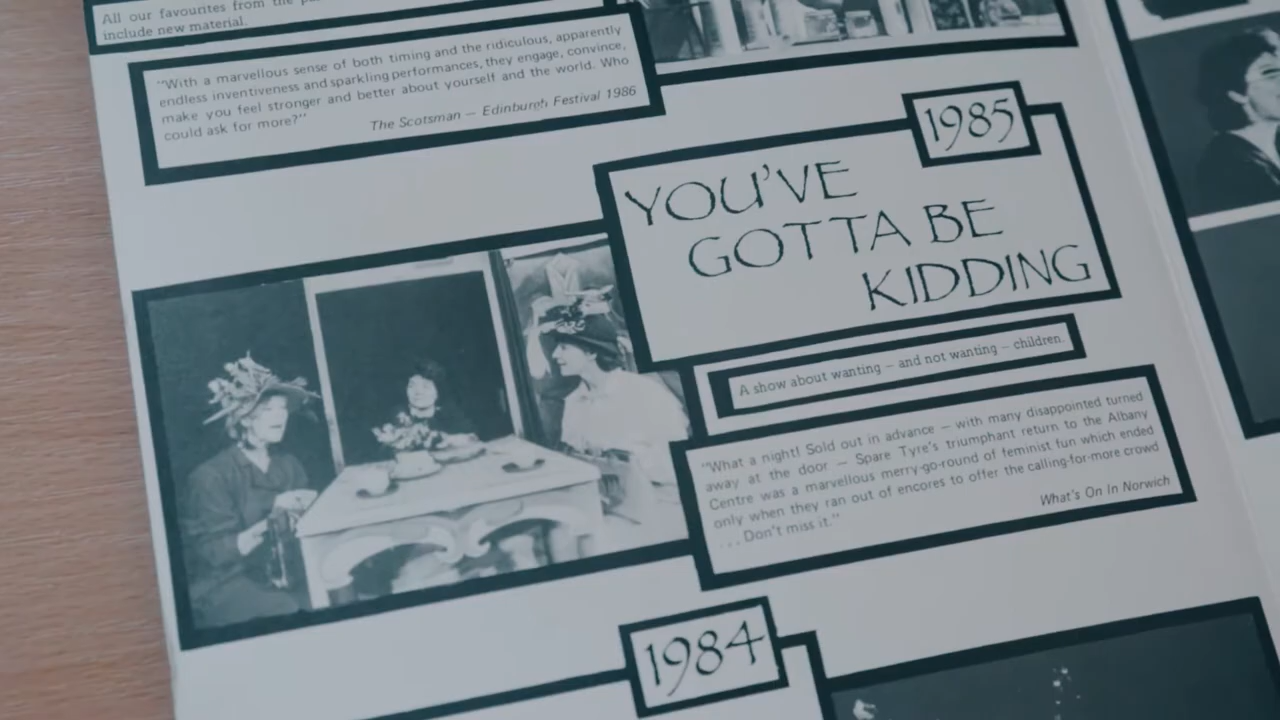 All our favourites from the
include new material.
"With a marvellous sense of both timing and the ridiculous, apparently
endless inventiveness and sparkling performances, they engage, convince,
make you feel stronger and better about yourself and the world. Who
could ask for more?"
The Scotsman — Edinburgh Festival 1986
1985
YOU'VE
GOTTA BE
KIDDING
A show about wanting — and not wanting — children.
"What a night! Sold out in advance — with many disappointed turned
away at the door — Spare Tyre's triumphant return to the Albany
Centre was a marvellous merry-go-round of feminist fun which ended
only when they ran out of encores to offer the calling-for-more crowd
. . . Don't miss it."
What's On In Norwich
1984